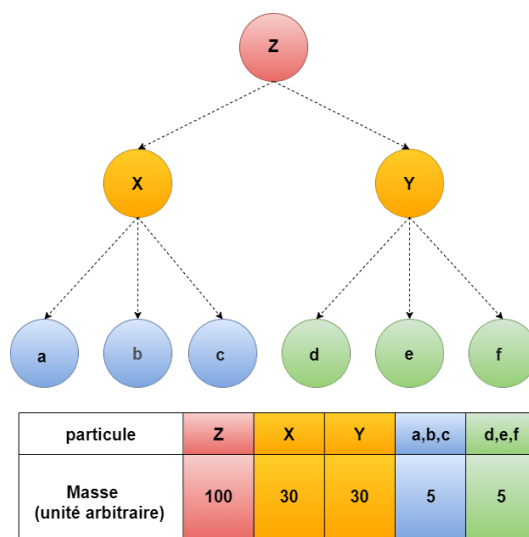 Z
X Y
a b c d e f
particule Z X Y a,b,c d,e,f
Masse
(unité arbitraire) 100 30 30 5 5